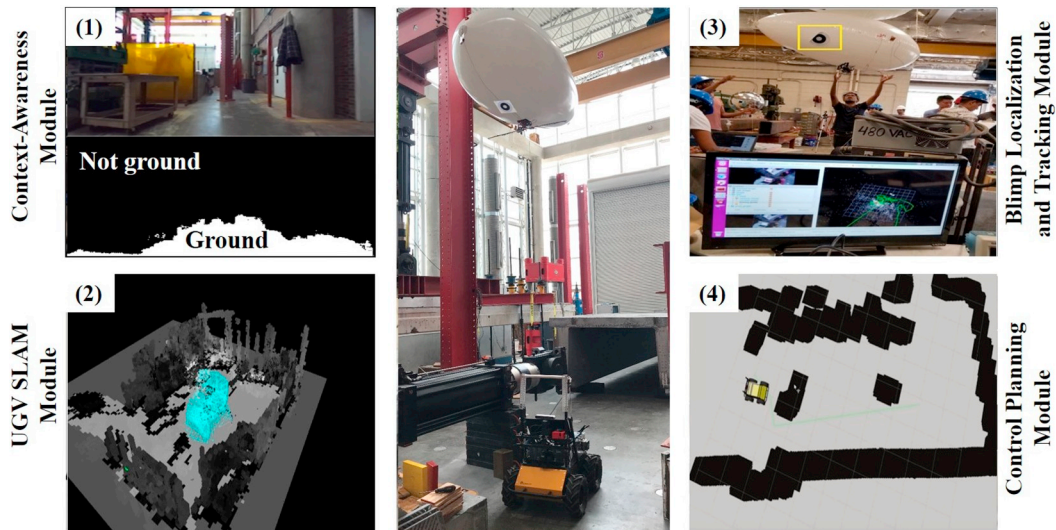 (1)
Context-Awareness
Module
Not ground
Ground
(2)
UGV SLAM
Module
(3)
480 VAC
Blimp Localization
and Tracking Module
(4)
Control Planning
Module